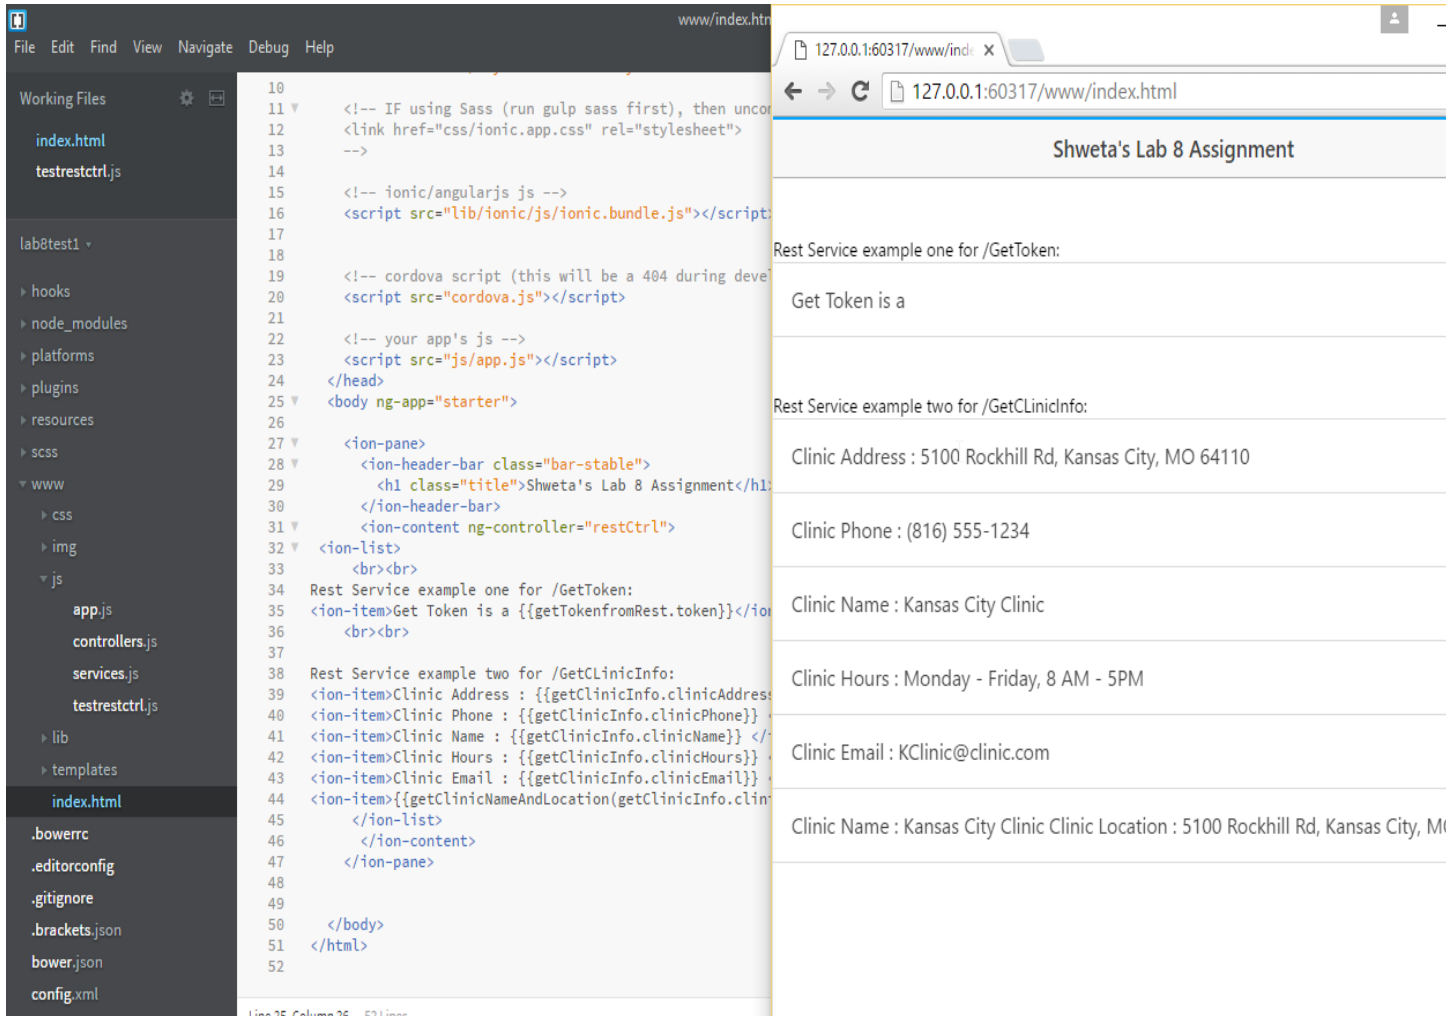 www/index.htm
File Edit Find View Navigate Debug Help
Working Files
index.html
testrestctrl.js
lab8test1
hooks
node_modules
platforms
plugins
resources
scss
www
css
img
js
app.js
controllers.js
services.js
testrestctrl.js
lib
templates
index.html
.bowerrc
.editorconfig
.gitignore
.brackets.json
bower.json
config.xml
10
11 <!-- IF using Sass (run gulp sass first), then uncom
12 <link href="css/ionic.app.css" rel="stylesheet">
13 -->
14
15 <!-- ionic/angularjs js -->
16 <script src="lib/ionic/js/ionic.bundle.js"></script>
17
18
19 <!-- cordova script (this will be a 404 during deve
20 <script src="cordova.js"></script>
21
22 <!-- your app's js -->
23 <script src="js/app.js"></script>
24 </head>
25 <body ng-app="starter">
26
27 <ion-pane>
28 <ion-header-bar class="bar-stable">
29 <h1 class="title">Shweta's Lab 8 Assignment</h1>
30 </ion-header-bar>
31 <ion-content ng-controller="restCtrl">
32 <ion-list>
33 <br><br>
34 Rest Service example one for /GetToken:
35 <ion-item>Get Token is a {{getTokenfromRest.token}}</ion
36 <br><br>
37
38 Rest Service example two for /GetCLinicInfo:
39 <ion-item>Clinic Address : {{getClinicInfo.clinicAddress
40 <ion-item>Clinic Phone : {{getClinicInfo.clinicPhone}} <
41 <ion-item>Clinic Name : {{getClinicInfo.clinicName}} </i
42 <ion-item>Clinic Hours : {{getClinicInfo.clinicHours}} <
43 <ion-item>Clinic Email : {{getClinicInfo.clinicEmail}} <
44 <ion-item>{{getClinicNameAndLocation(getClinicInfo.clin
45 </ion-list>
46 </ion-content>
47 </ion-pane>
48
49
50 </body>
51 </html>
52
Line 25, Column 26 — 52 Lines
127.0.0.1:60317/www/inde
127.0.0.1:60317/www/index.html
Shweta's Lab 8 Assignment
Rest Service example one for /GetToken:
Get Token is a
Rest Service example two for /GetCLinicInfo:
Clinic Address : 5100 Rockhill Rd, Kansas City, MO 64110
Clinic Phone : (816) 555-1234
Clinic Name : Kansas City Clinic
Clinic Hours : Monday - Friday, 8 AM - 5PM
Clinic Email : KClinic@clinic.com
Clinic Name : Kansas City Clinic Clinic Location : 5100 Rockhill Rd, Kansas City, MO